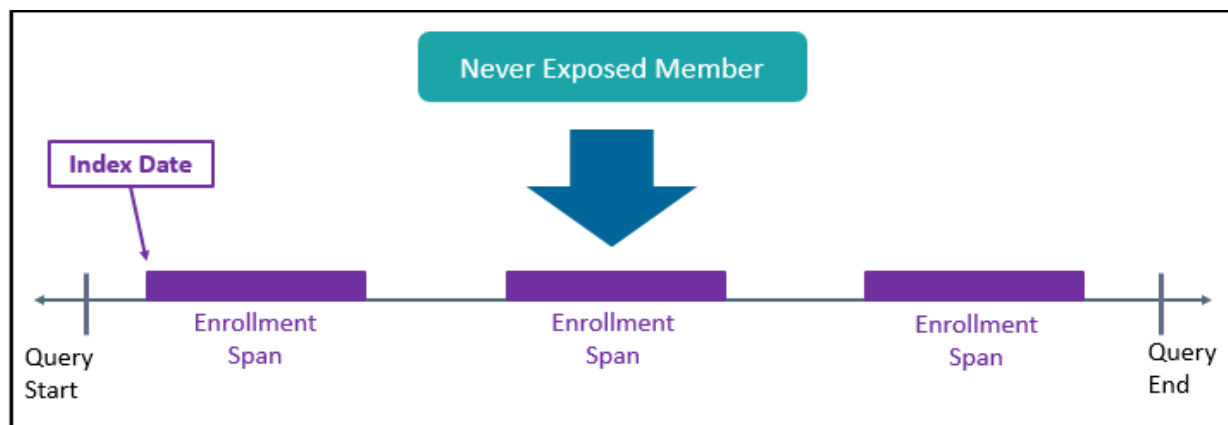 Never Exposed Member
Index Date
Enrollment
Span
Enrollment
Span
Enrollment
Span
Query
Start
Query
End